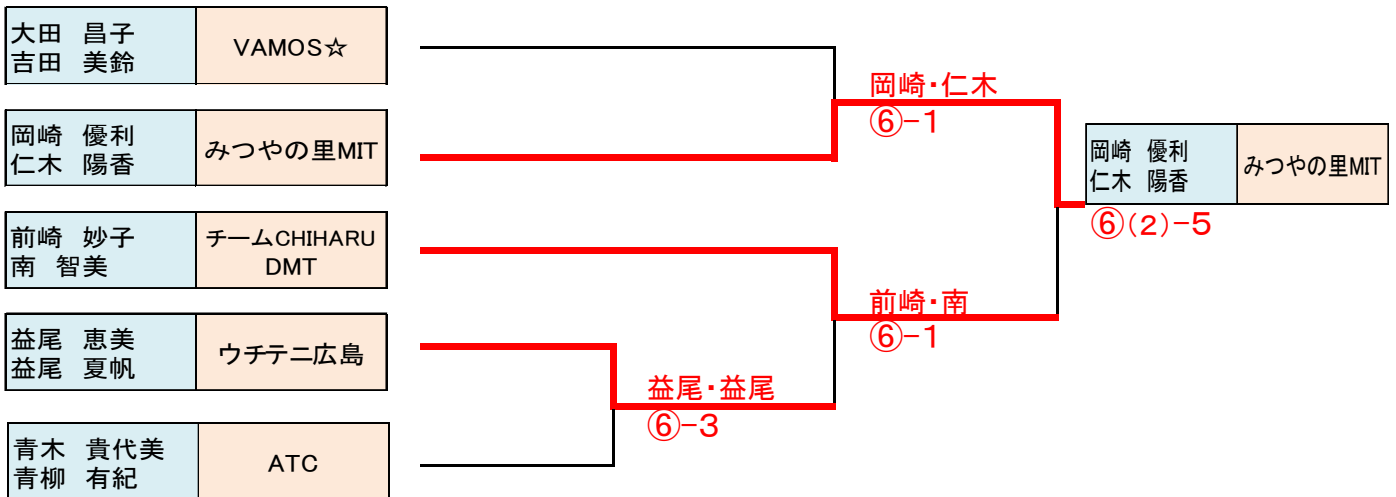 大田 昌子
吉田 美鈴
VAMOS☆
岡崎 優利
仁木 陽香
みつやの里MIT
前崎 妙子
南 智美
チームCHIHARU
DMT
益尾 恵美
益尾 夏帆
ウチテニ広島
青木 貴代美
青柳 有紀
ATC
益尾・益尾
⑥-3
岡崎・仁木
⑥-1
前崎・南
⑥-1
岡崎 優利
仁木 陽香
みつやの里MIT
⑥(2)-5